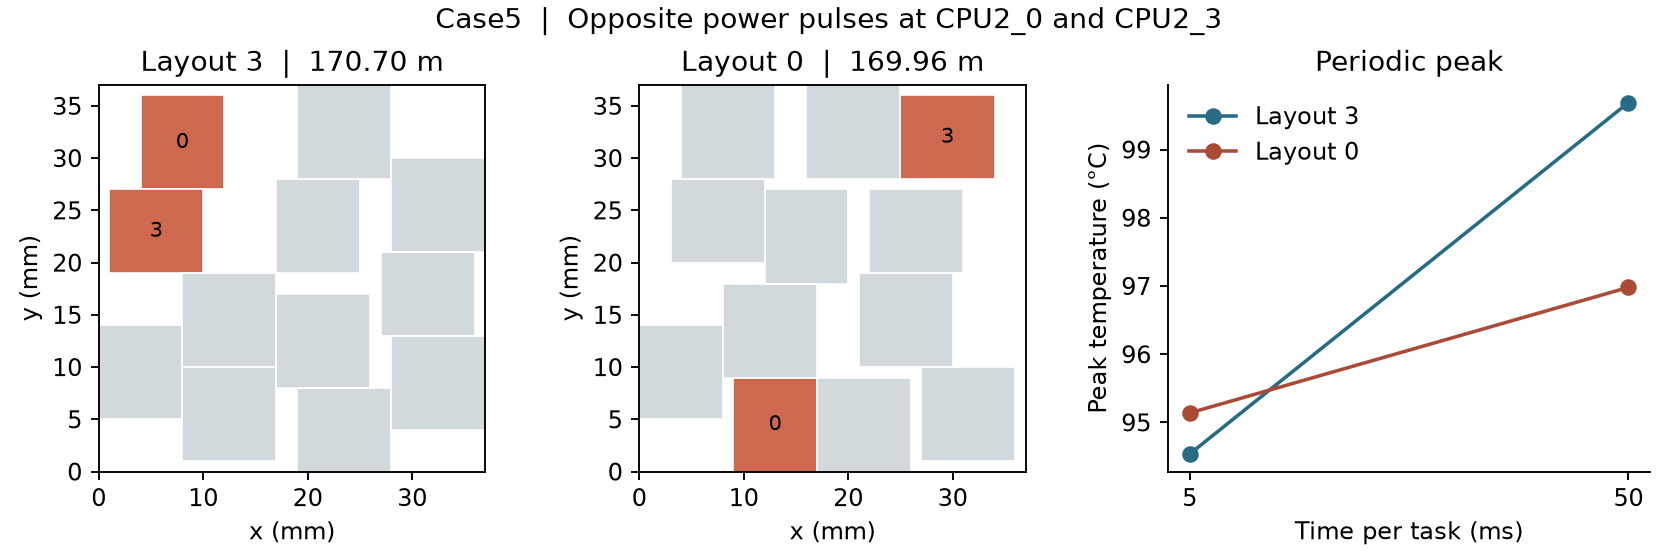 Case5 | Opposite power pulses at CPU2_0 and CPU2_3
Layout 3 | 170.70 m
35
30
25
20
15
10
5
0
y (mm)
0
3
0 10 20 30
x (mm)
Layout 0 | 169.96 m
35
30
25
20
15
10
5
0
y (mm)
3
0
0 10 20 30
x (mm)
Periodic peak
Layout 3
Layout 0
99
98
97
96
95
Peak temperature (°C)
5 50
Time per task (ms)